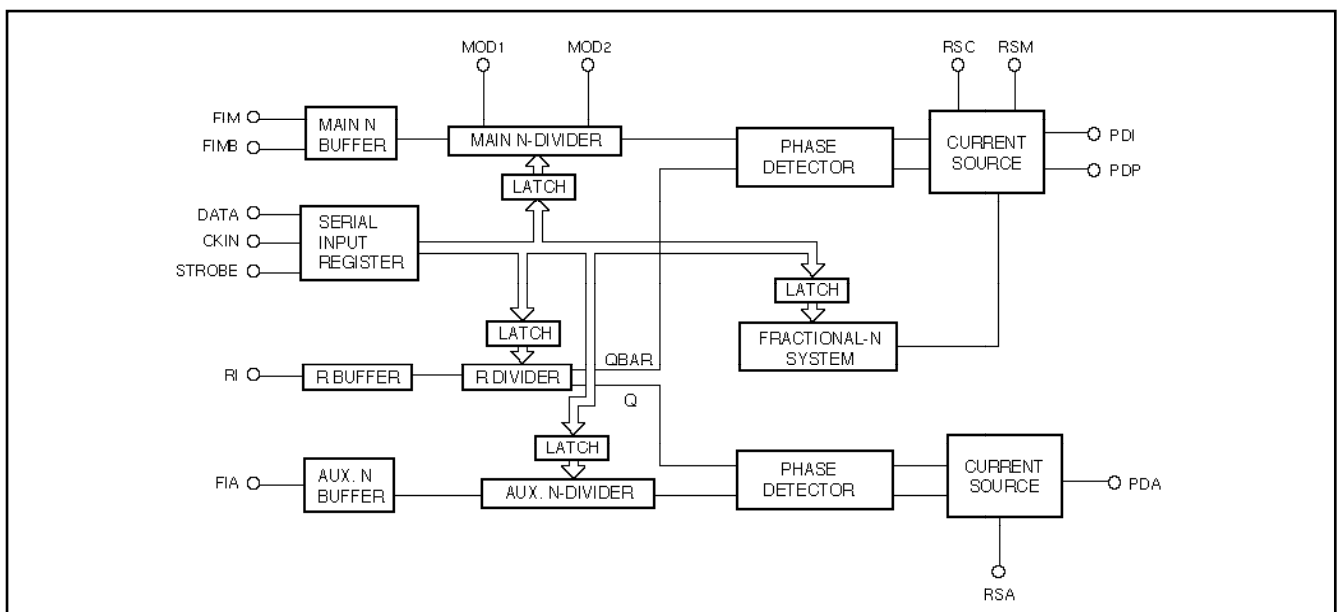 MOD1
MOD2
RSC
RSM
FIM
FIMB
MAIN N
BUFFER
MAIN N-DIVIDER
PHASE
DETECTOR
CURRENT
SOURCE
PDI
PDP
LATCH
DATA
CKIN
STROBE
SERIAL
INPUT
REGISTER
LATCH
LATCH
FRACTIONAL-N
SYSTEM
RI
R BUFFER
R DIVIDER
QBAR
Q
LATCH
FIA
AUX. N
BUFFER
AUX. N-DIVIDER
PHASE
DETECTOR
CURRENT
SOURCE
PDA
RSA